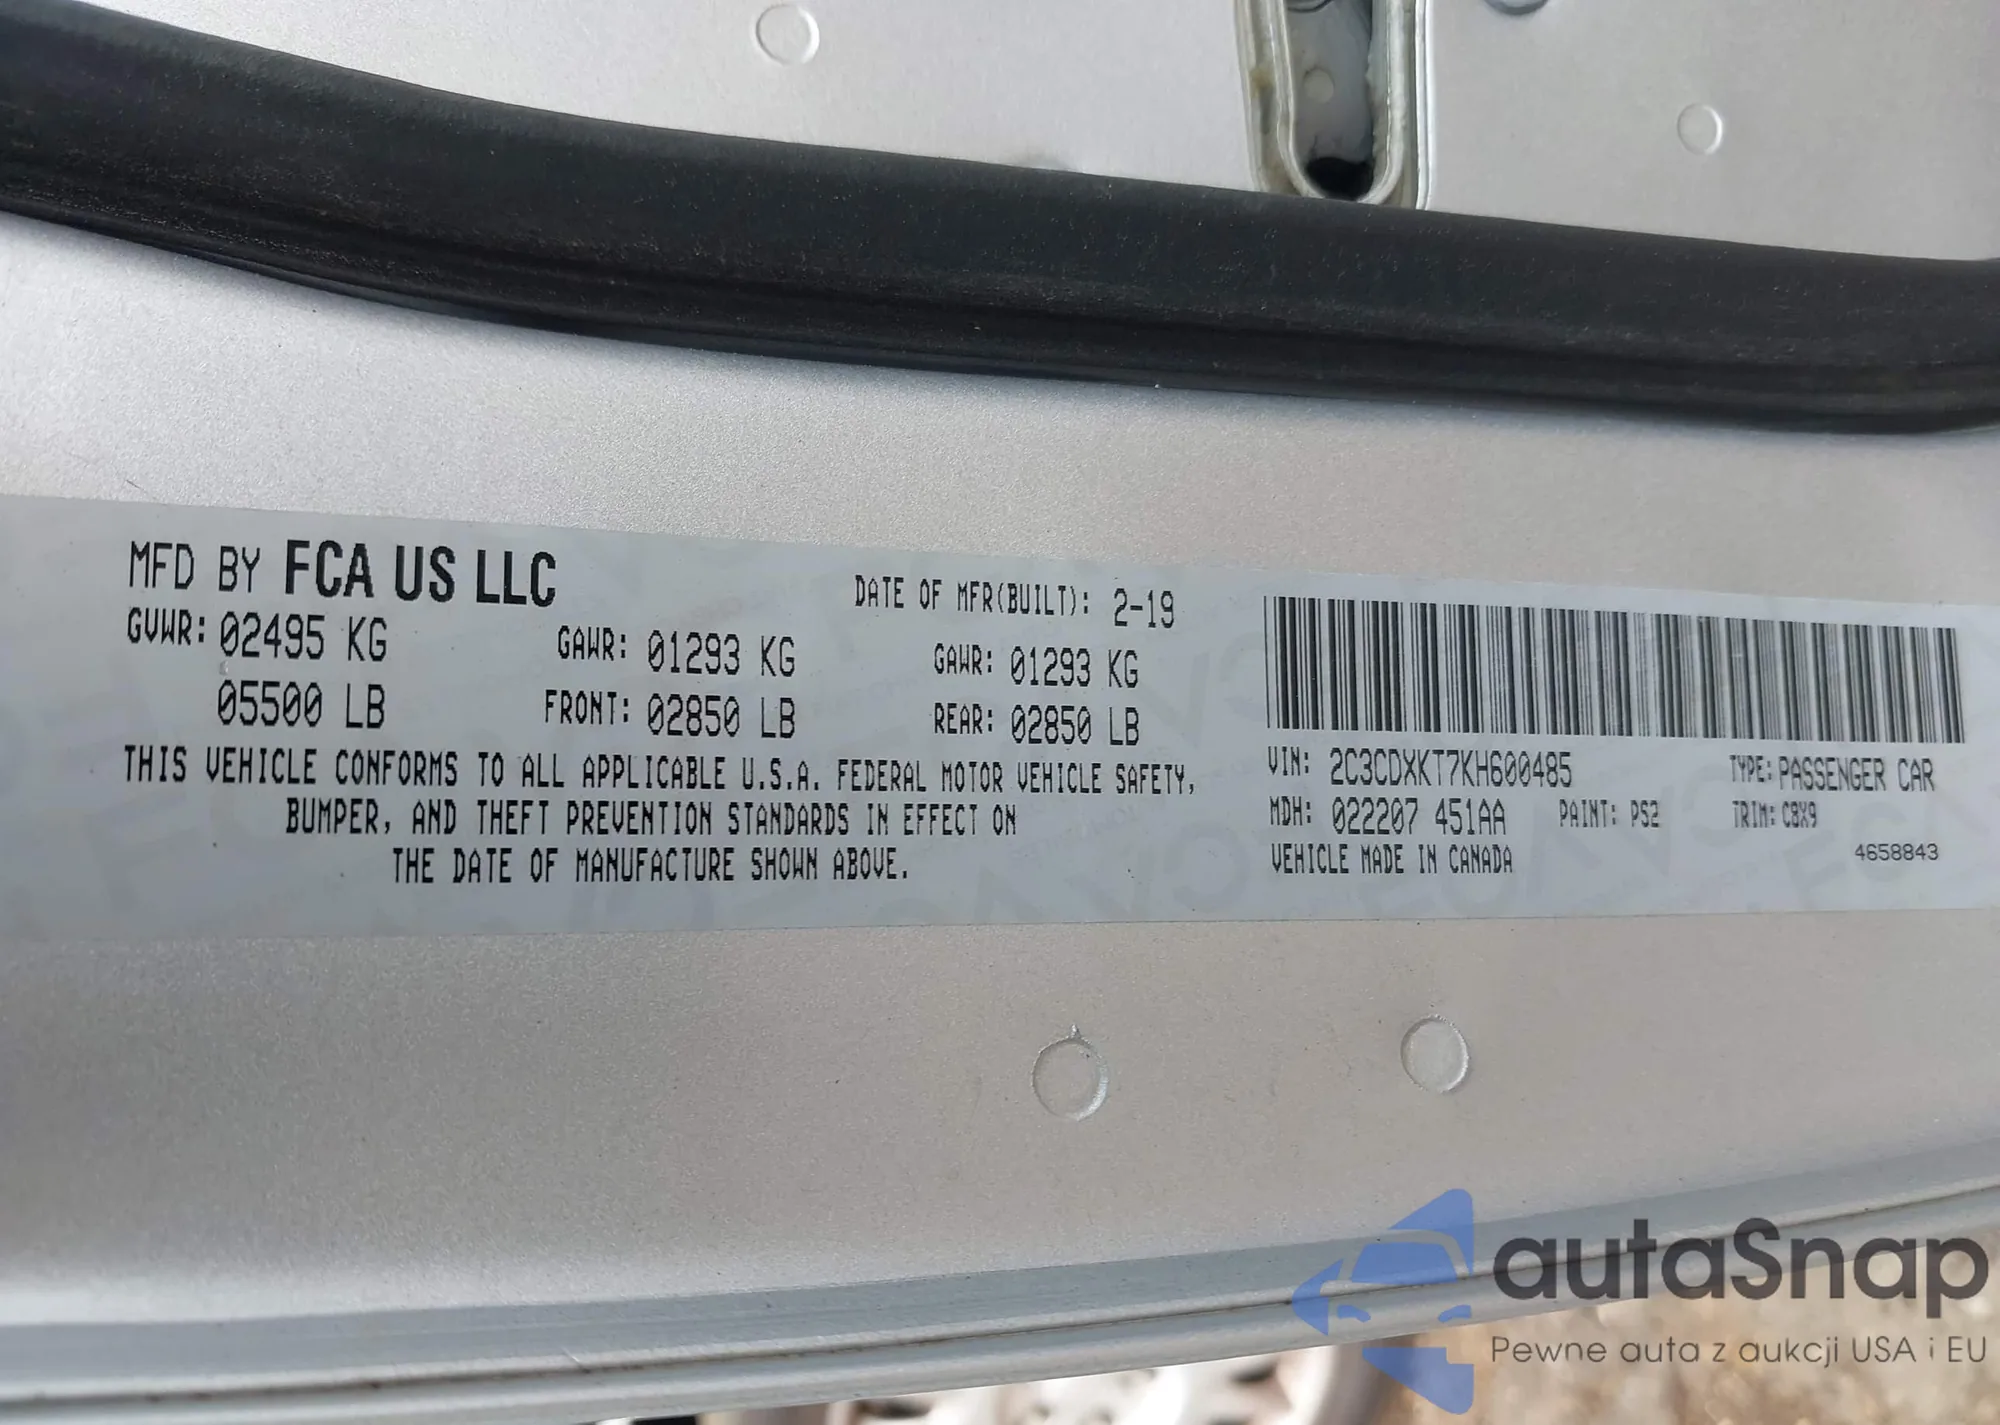 MFD BY FCA US LLC
DATE OF MFR(BUILT): 2-19
GVWR: 02495 KG GAWR: 01293 KG GAWR: 01293 KG
05500 LB FRONT: 02850 LB REAR: 02850 LB
THIS VEHICLE CONFORMS TO ALL APPLICABLE U.S.A. FEDERAL MOTOR VEHICLE SAFETY,
BUMPER, AND THEFT PREVENTION STANDARDS IN EFFECT ON
THE DATE OF MANUFACTURE SHOWN ABOVE.
VIN: 2C3CDXKT7KH600485 TYPE: PASSENGER CAR
MDH: 022207 451AA PAINT: PS2 TRIM: C8X9
VEHICLE MADE IN CANADA 4658843
autaSnap
Pewne auta z aukcji USA i EU